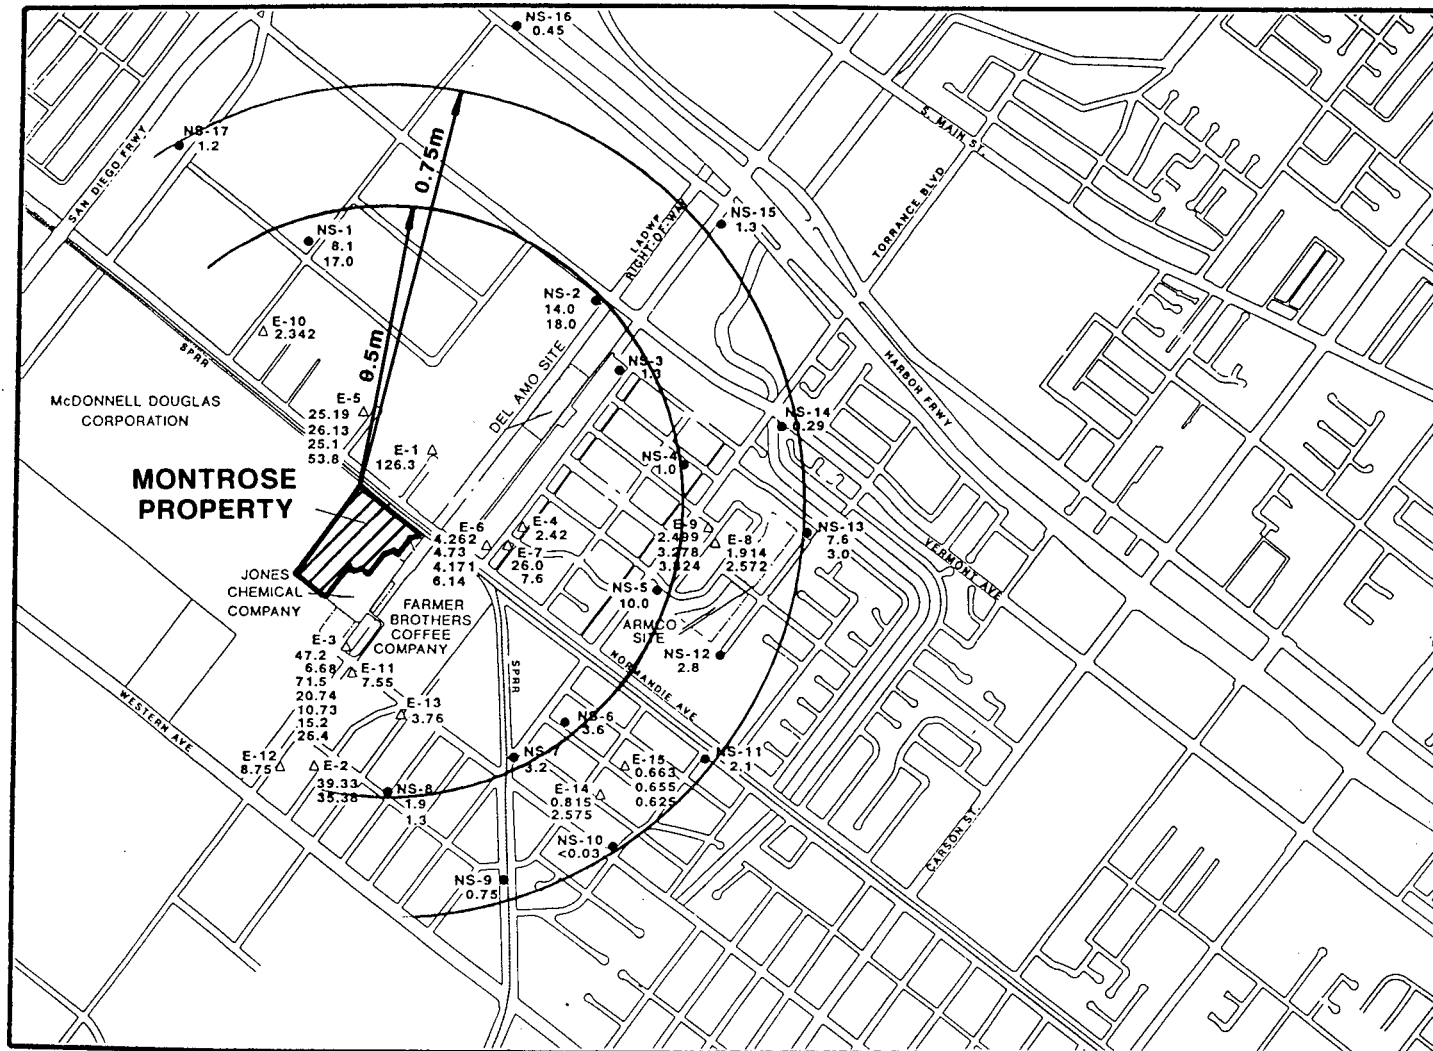 NS-16
0.45
NS-17
1.2
SAN DIEGO FRWY
0.75m
S. MAIN ST.
TORRANCE BLVD
LADWP
RIGHT-OF-WAY
NS-15
1.3
NS-1
8.1
17.0
NS-2
14.0
18.0
E-10
2.342
SPRR
0.5m
NS-3
1.3
DEL AMO SITE
HARBOR FRWY
McDONNELL DOUGLAS
CORPORATION
E-5
25.19
26.13
25.1
53.8
E-1
126.3
NS-14
0.29
NS-4
1.0
MONTROSE
PROPERTY
E-6
4.262
4.73
4.171
6.14
E-4
2.42
E-7
26.0
7.6
E-9
2.499
3.278
3.824
E-8
1.914
2.572
NS-13
7.6
3.0
VERMONT AVE
JONES
CHEMICAL
COMPANY
FARMER
BROTHERS
COFFEE
COMPANY
NS-5
10.0
ARMCO
SITE
NS-12
2.8
NORMANDIE AVE
SPRR
E-3
47.2
6.68
71.5
20.74
10.73
15.2
26.4
E-11
7.55
E-13
3.76
WESTERN AVE
NS-6
3.6
NS-7
3.2
NS-11
2.1
E-12
8.75
E-2
39.33
35.38
NS-8
1.9
1.3
E-15
0.663
0.655
0.625
E-14
0.815
2.575
NS-10
<0.03
NS-9
0.75
CARSON ST.